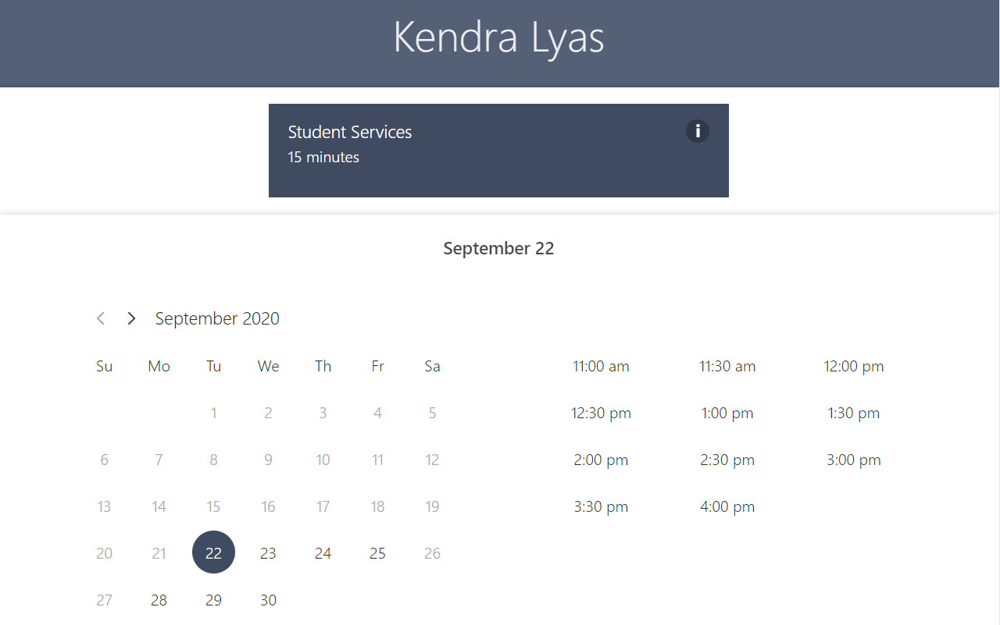 Kendra Lyas
Student Services
i
15 minutes
September 22
September 2020
Su Mo Tu We Th Fr Sa
1 2 3 4 5
6 7 8 9 10 11 12
13 14 15 16 17 18 19
20 21 22 23 24 25 26
27 28 29 30
11:00 am 11:30 am 12:00 pm
12:30 pm 1:00 pm 1:30 pm
2:00 pm 2:30 pm 3:00 pm
3:30 pm 4:00 pm